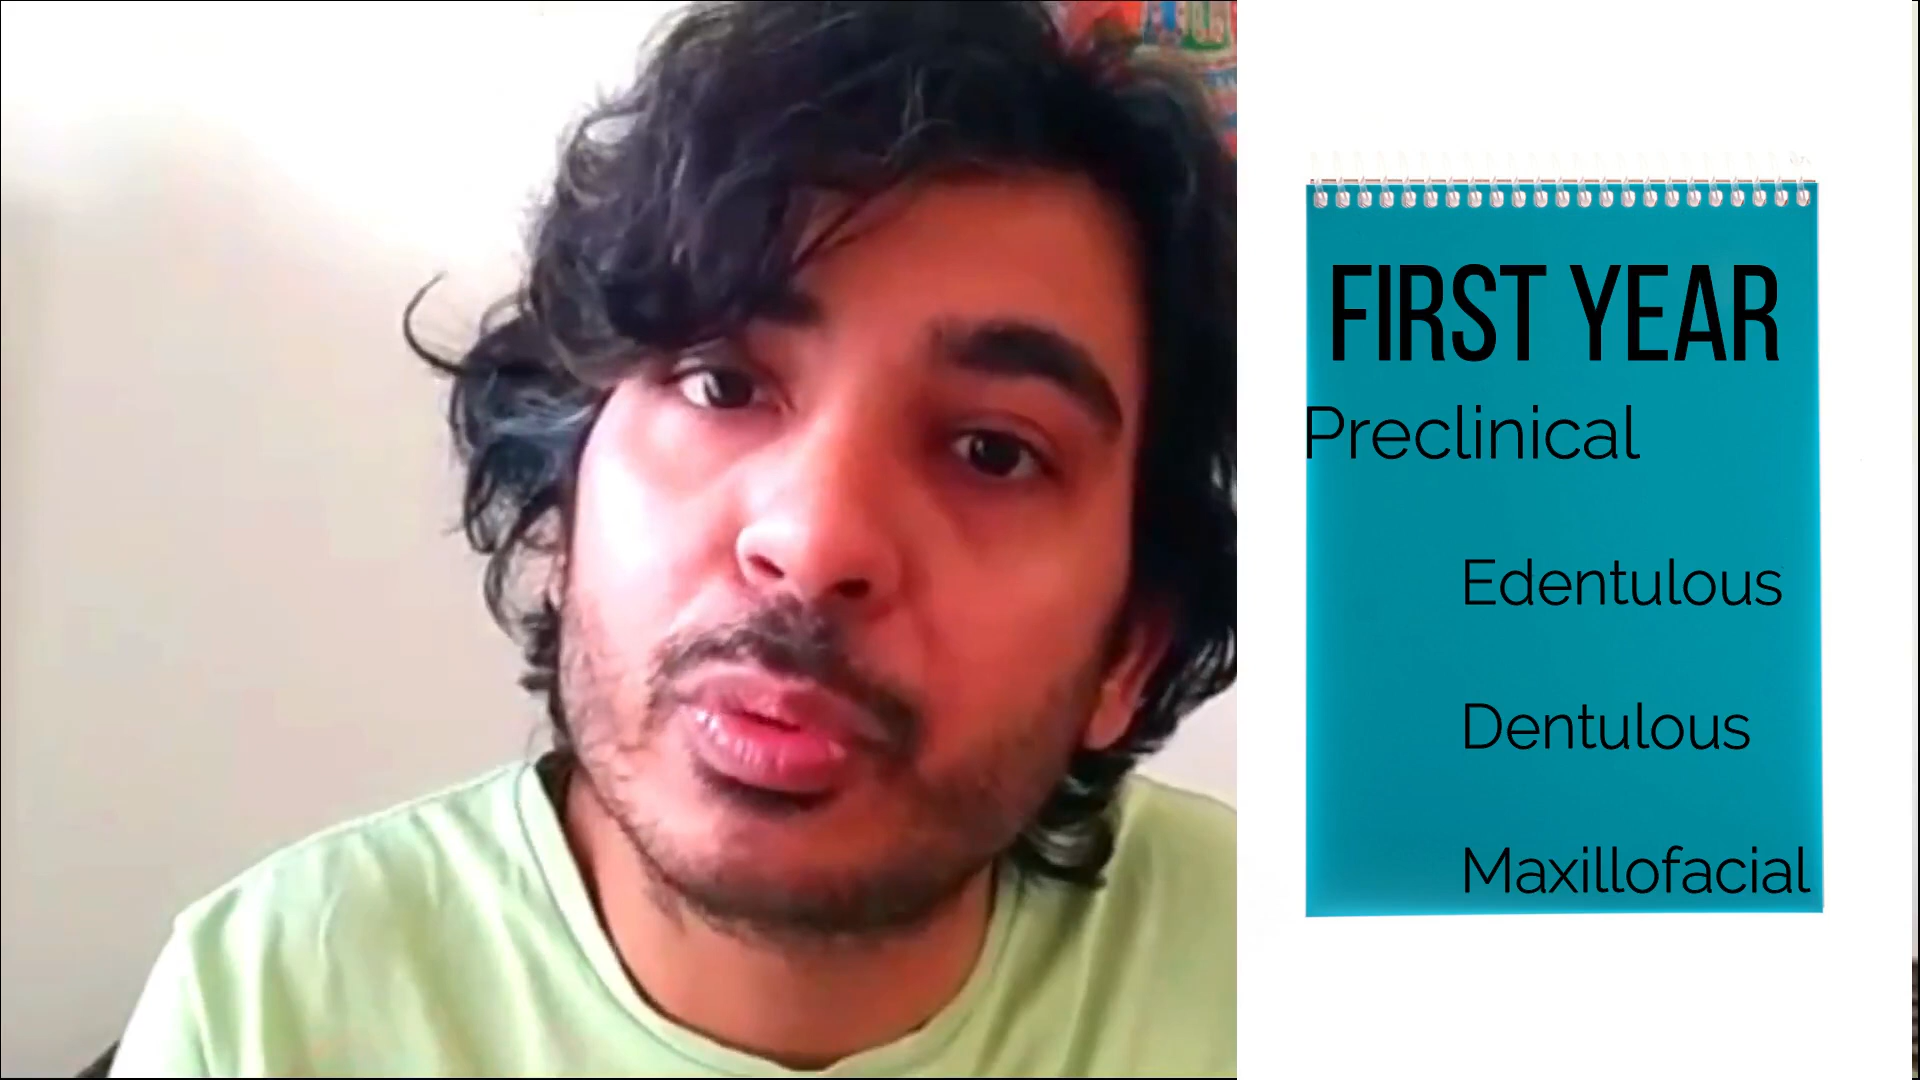 FIRST YEAR
Preclinical
Edentulous
Dentulous
Maxillofacial